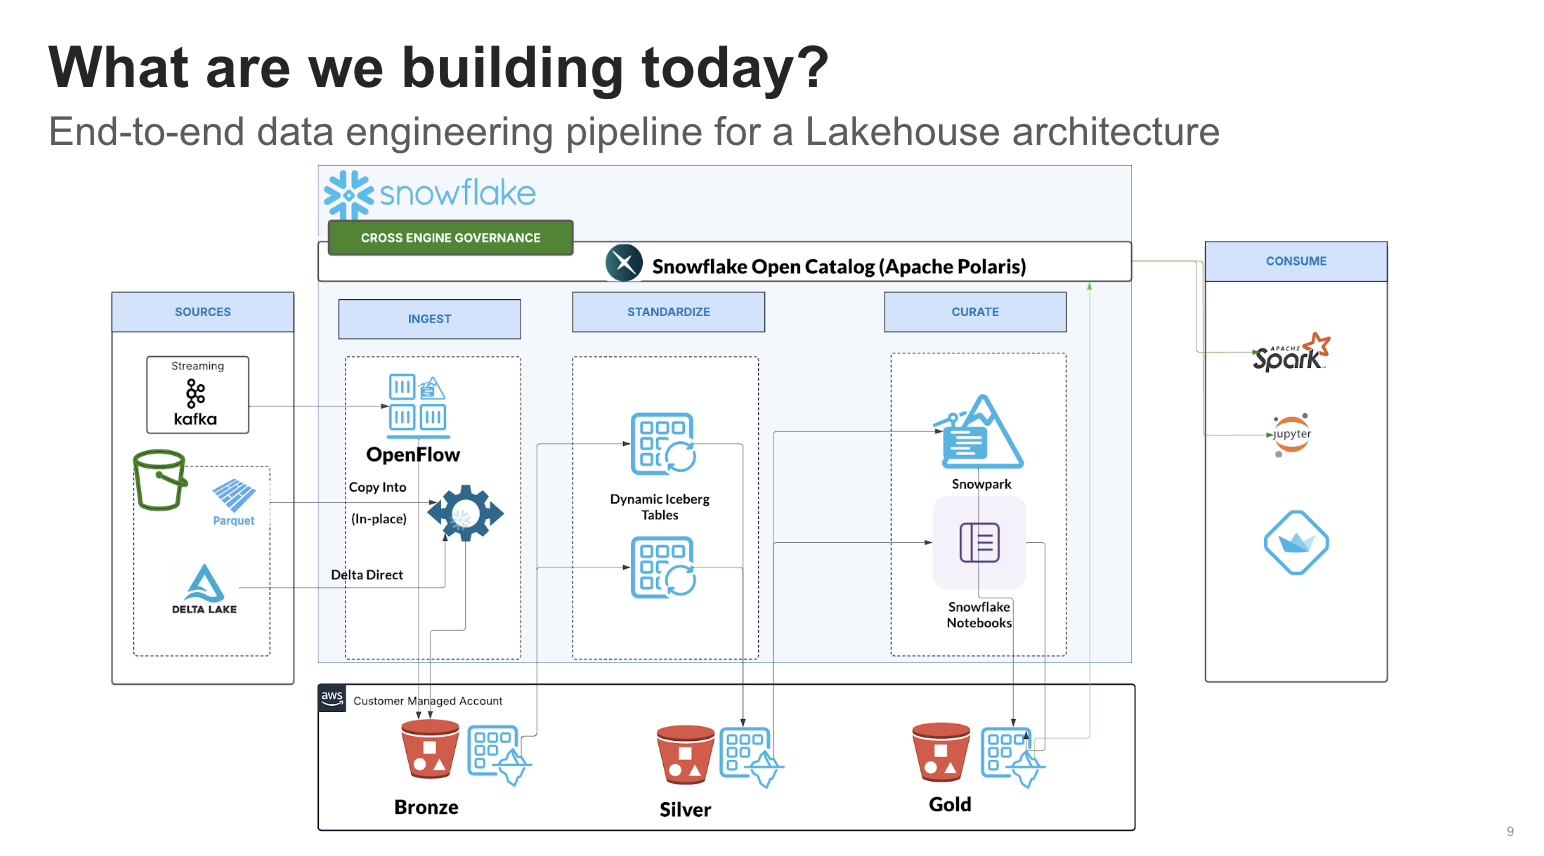 What are we building today?
End-to-end data engineering pipeline for a Lakehouse architecture
snowflake
CROSS ENGINE GOVERNANCE
Snowflake Open Catalog (Apache Polaris)
SOURCES
INGEST
STANDARDIZE
CURATE
CONSUME
Streaming
kafka
Parquet
DELTA LAKE
OpenFlow
Copy Into
(In-place)
Delta Direct
Dynamic Iceberg
Tables
Snowpark
Snowflake
Notebooks
APACHE
Spark
jupyter
aws
Customer Managed Account
Bronze
Silver
Gold
9